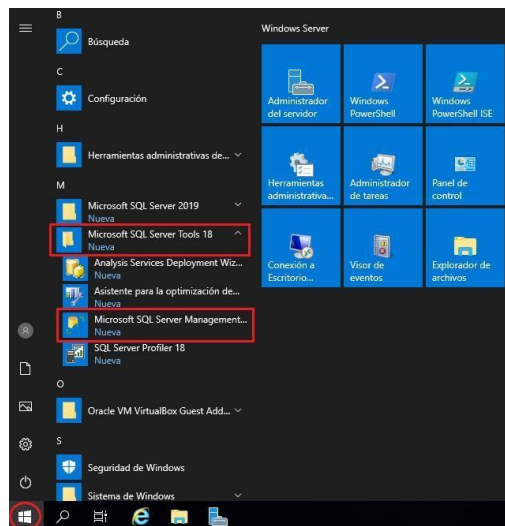 B
Búsqueda
C
Configuración
H
Herramientas administrativas de...
M
Microsoft SQL Server 2019
Nueva
Microsoft SQL Server Tools 18
Nueva
Analysis Services Deployment Wiz...
Nueva
Asistente para la optimización de...
Nueva
Microsoft SQL Server Management...
Nueva
SQL Server Profiler 18
Nueva
O
Oracle VM VirtualBox Guest Add...
S
Seguridad de Windows
Sistema de Windows
Windows Server
Administrador
del servidor
Windows
PowerShell
Windows
PowerShell ISE
Herramientas
administrativa...
Administrador
de tareas
Panel de
control
Conexión a
Escritorio...
Visor de
eventos
Explorador de
archivos